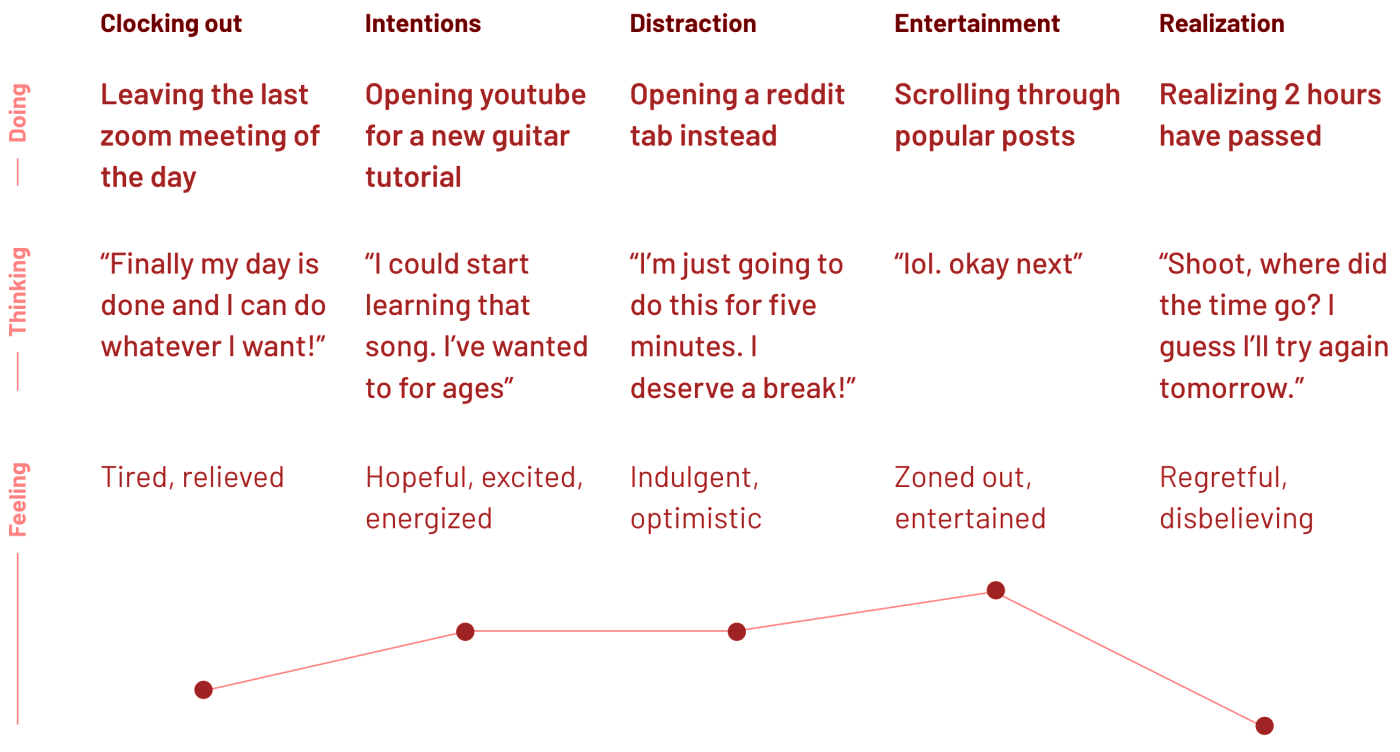 Clocking out
Intentions
Distraction
Entertainment
Realization
Doing
Leaving the last
zoom meeting of
the day
Opening youtube
for a new guitar
tutorial
Opening a reddit
tab instead
Scrolling through
popular posts
Realizing 2 hours
have passed
Thinking
“Finally my day is
done and I can do
whatever I want!”
“I could start
learning that
song. I’ve wanted
to for ages”
“I’m just going to
do this for five
minutes. I
deserve a break!”
“lol. okay next”
“Shoot, where did
the time go? I
guess I’ll try again
tomorrow.”
Feeling
Tired, relieved
Hopeful, excited,
energized
Indulgent,
optimistic
Zoned out,
entertained
Regretful,
disbelieving